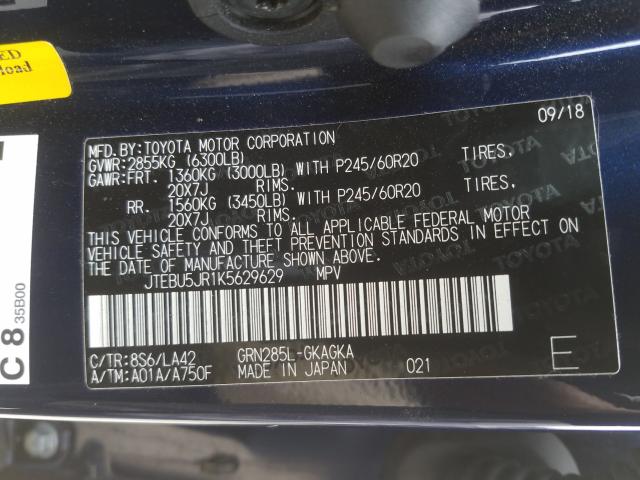 ED
load
C 8 35B00
09/18
MFD. BY:TOYOTA MOTOR CORPORATION
GVWR:2855KG (6300LB)
GAWR:FRT. 1360KG (3000LB) WITH P245/60R20 TIRES,
20X7J RIMS.
RR. 1560KG (3450LB) WITH P245/60R20 TIRES,
20X7J RIMS.
THIS VEHICLE CONFORMS TO ALL APPLICABLE FEDERAL MOTOR
VEHICLE SAFETY AND THEFT PREVENTION STANDARDS IN EFFECT ON
THE DATE OF MANUFACTURE SHOWN ABOVE.
JTEBU5JR1K5629629 MPV
C/TR:8S6/LA42 GRN285L-GKAGKA
A/TM:A01A/A750F MADE IN JAPAN 021 E